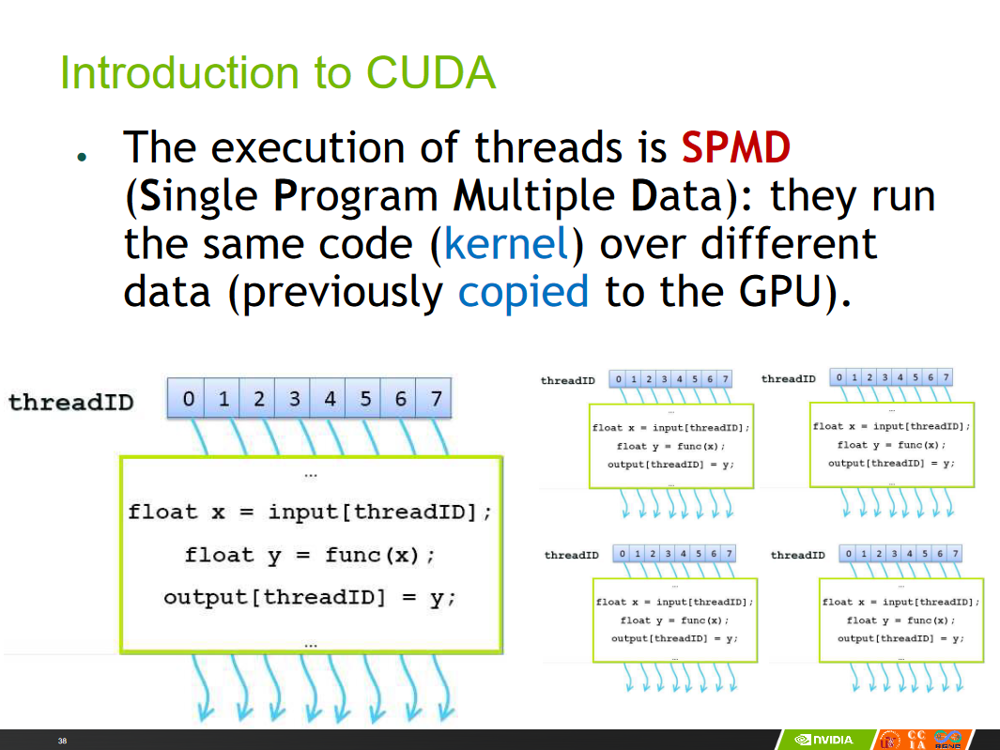 Introduction to CUDA
• The execution of threads is SPMD
(Single Program Multiple Data): they run
the same code (kernel) over different
data (previously copied to the GPU).
threadID 0 1 2 3 4 5 6 7
...
float x = input[threadID];
float y = func(x);
output[threadID] = y;
...
threadID 0 1 2 3 4 5 6 7
...
float x = input[threadID];
float y = func(x);
output[threadID] = y;
...
threadID 0 1 2 3 4 5 6 7
...
float x = input[threadID];
float y = func(x);
output[threadID] = y;
...
threadID 0 1 2 3 4 5 6 7
...
float x = input[threadID];
float y = func(x);
output[threadID] = y;
...
threadID 0 1 2 3 4 5 6 7
...
float x = input[threadID];
float y = func(x);
output[threadID] = y;
...
38
NVIDIA
CC
IA
RGNC